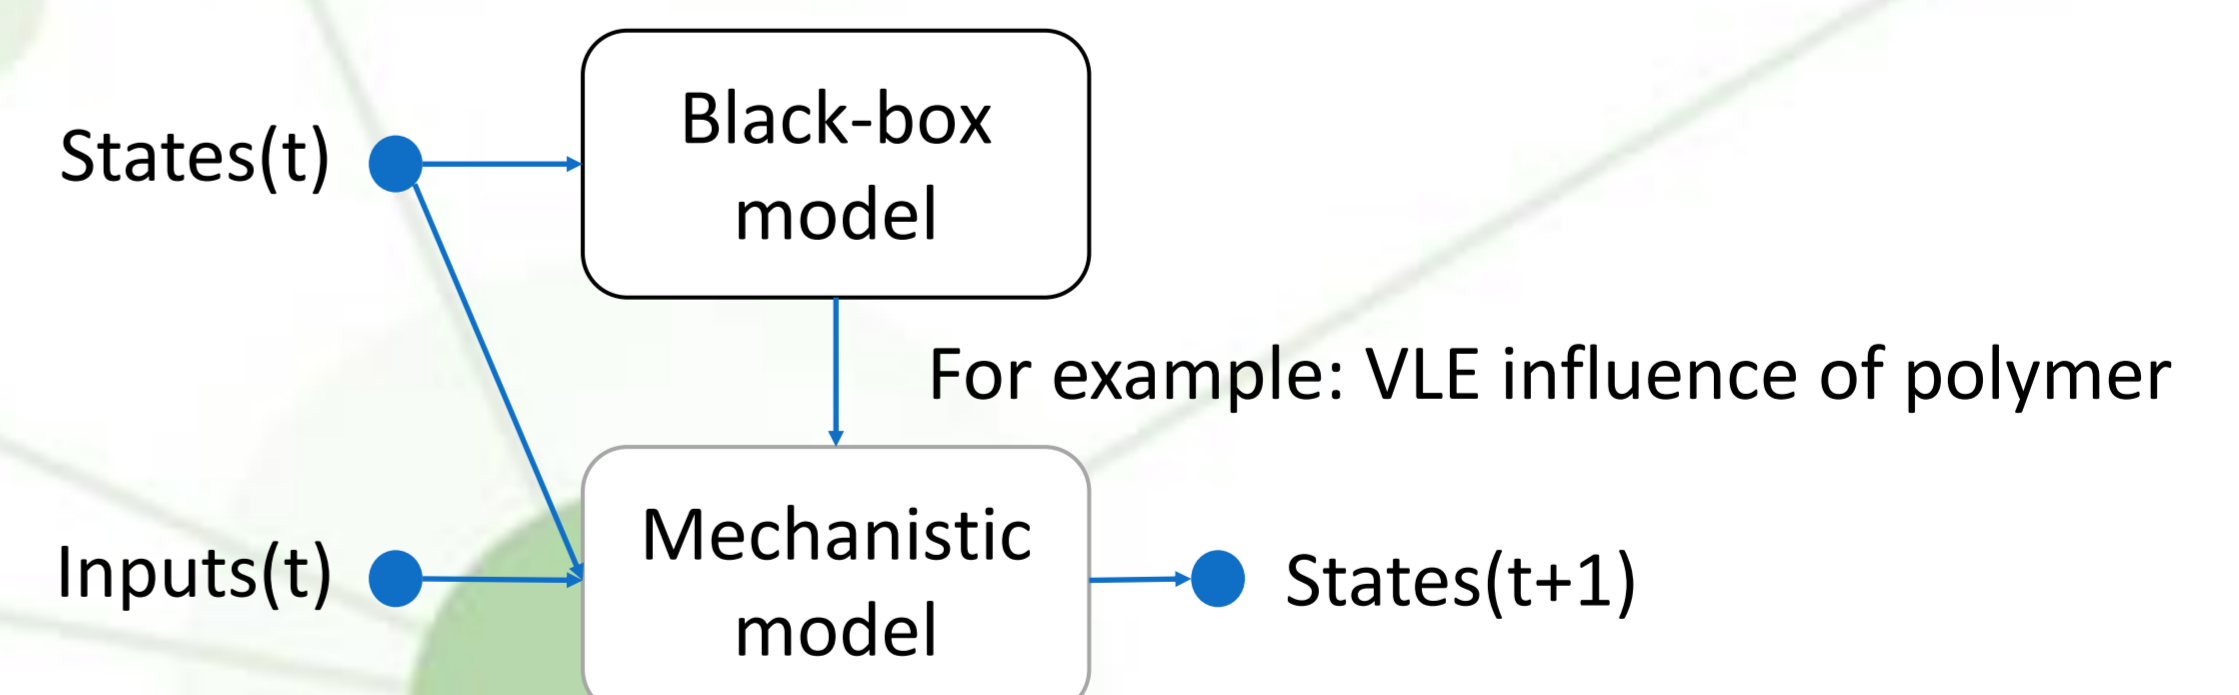 Black-box
model
States(t)
For example: VLE influence of polymer
Mechanistic
model
Inputs(t)
States(t+1)